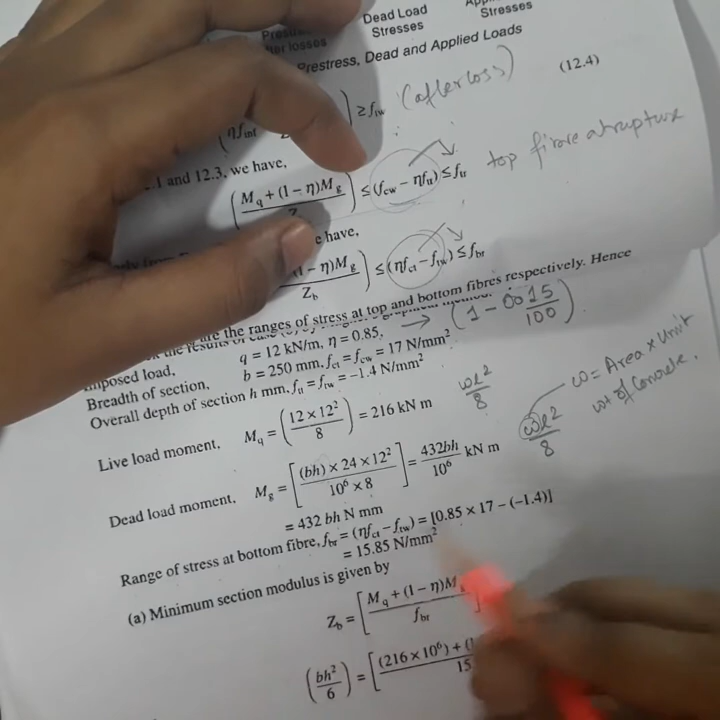 Dead Load
Stresses
Stresses
Prestress, Dead and Applied Loads
(12.4)
≥ f_tw (after loss)
1 and 12.3, we have,
(M_q + (1 − η)M_g / Z) ≤ (f_cw − ηf_tt) ≤ f_tr
top fibre at rupture
have,
(1 − η)M_g / Z_b) ≤ (ηf_ct − f_tw) ≤ f_br
are the ranges of stress at top and bottom fibres respectively. Hence
imposed load, q = 12 kN/m, η = 0.85, → (1 − 15/100)
Breadth of section, b = 250 mm, f_ct = f_cw = 17 N/mm²
Overall depth of section h mm, f_tt = f_tw = −1.4 N/mm²
Live load moment, M_q = (12 × 12² / 8) = 216 kN m
wl²/8
wl²/8
w = Area × Unit
wt of Concrete.
Dead load moment, M_g = [(bh) × 24 × 12² / 10⁶ × 8] = 432bh / 10⁶ kN m
= 432 bh N mm
Range of stress at bottom fibre, f_br = (ηf_ct − f_tw) = [0.85 × 17 − (−1.4)]
= 15.85 N/mm²
(a) Minimum section modulus is given by
Z_b = [M_q + (1 − η)M / f_br]
(bh²/6) = [(216 × 10⁶) + ( / 15